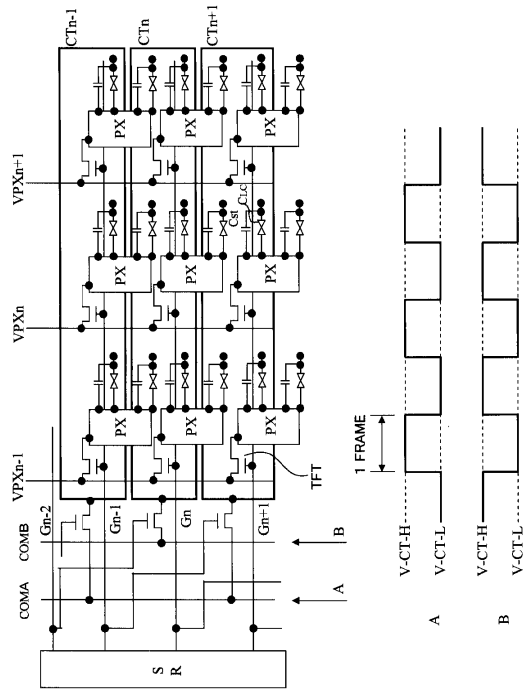 CTn-1
CTn
CTn+1
VPXn+1
VPXn
VPXn-1
PX
PX
PX
PX
PX
PX
PX
PX
PX
Cst
CLC
TFT
Gn-2
Gn-1
Gn
Gn+1
COMB
COMA
B
A
S R
1 FRAME
V-CT-H
V-CT-L
V-CT-H
V-CT-L
A
B